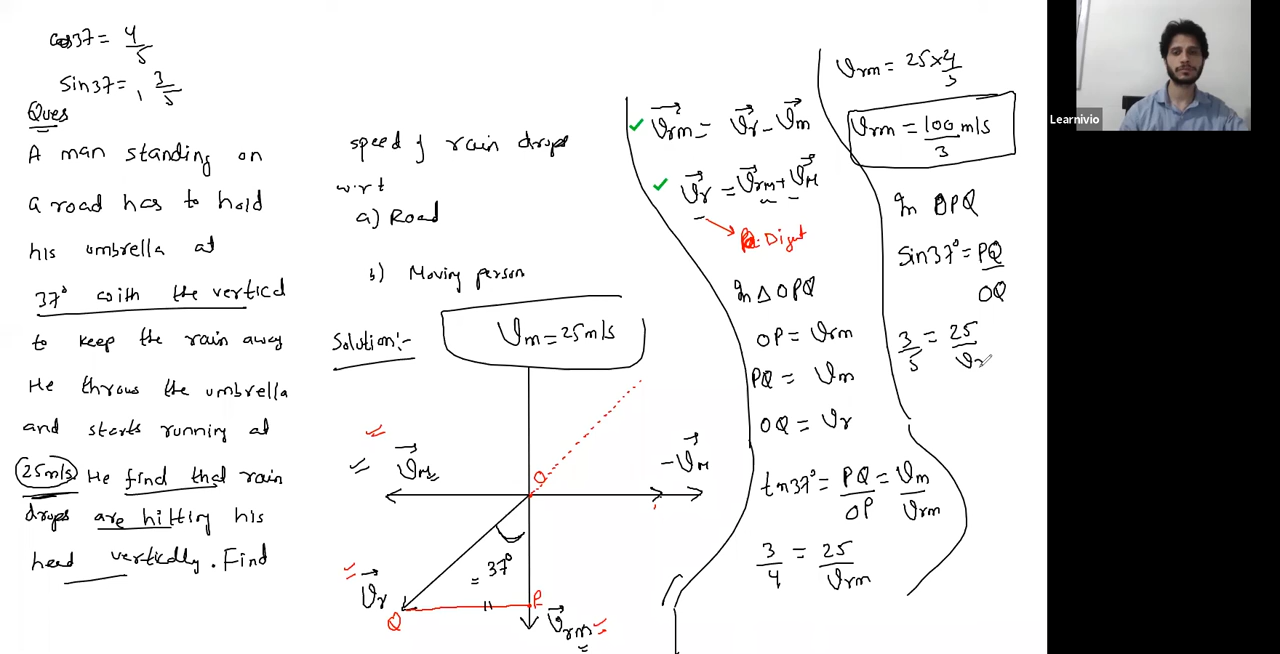 cos37 = 4/5
Sin37 = 3/5
Ques
A man standing on
a road has to hold
his umbrella at
37° with the vertical
to keep the rain away
He throws the umbrella
and starts running at
25m/s. He find that rain
drops are hitting his
head vertically. Find
speed of rain drops
w.r.t
a) Road
b) Moving person
Solution:-
Vm = 25m/s
Vm
-Vm
O
37°
Vr
Q
P
Vrm
Vrm = Vr - Vm
Vr = Vrm + Vm
In Δ OPQ
OP = Vrm
PQ = Vm
OQ = Vr
tn37° = PQ/OP = Vm/Vrm
3/4 = 25/Vrm
Vrm = 25×4/3
Vrm = 100/3 m/s
In OPQ
Sin37° = PQ/OQ
3/5 = 25/Vr
Learnivio